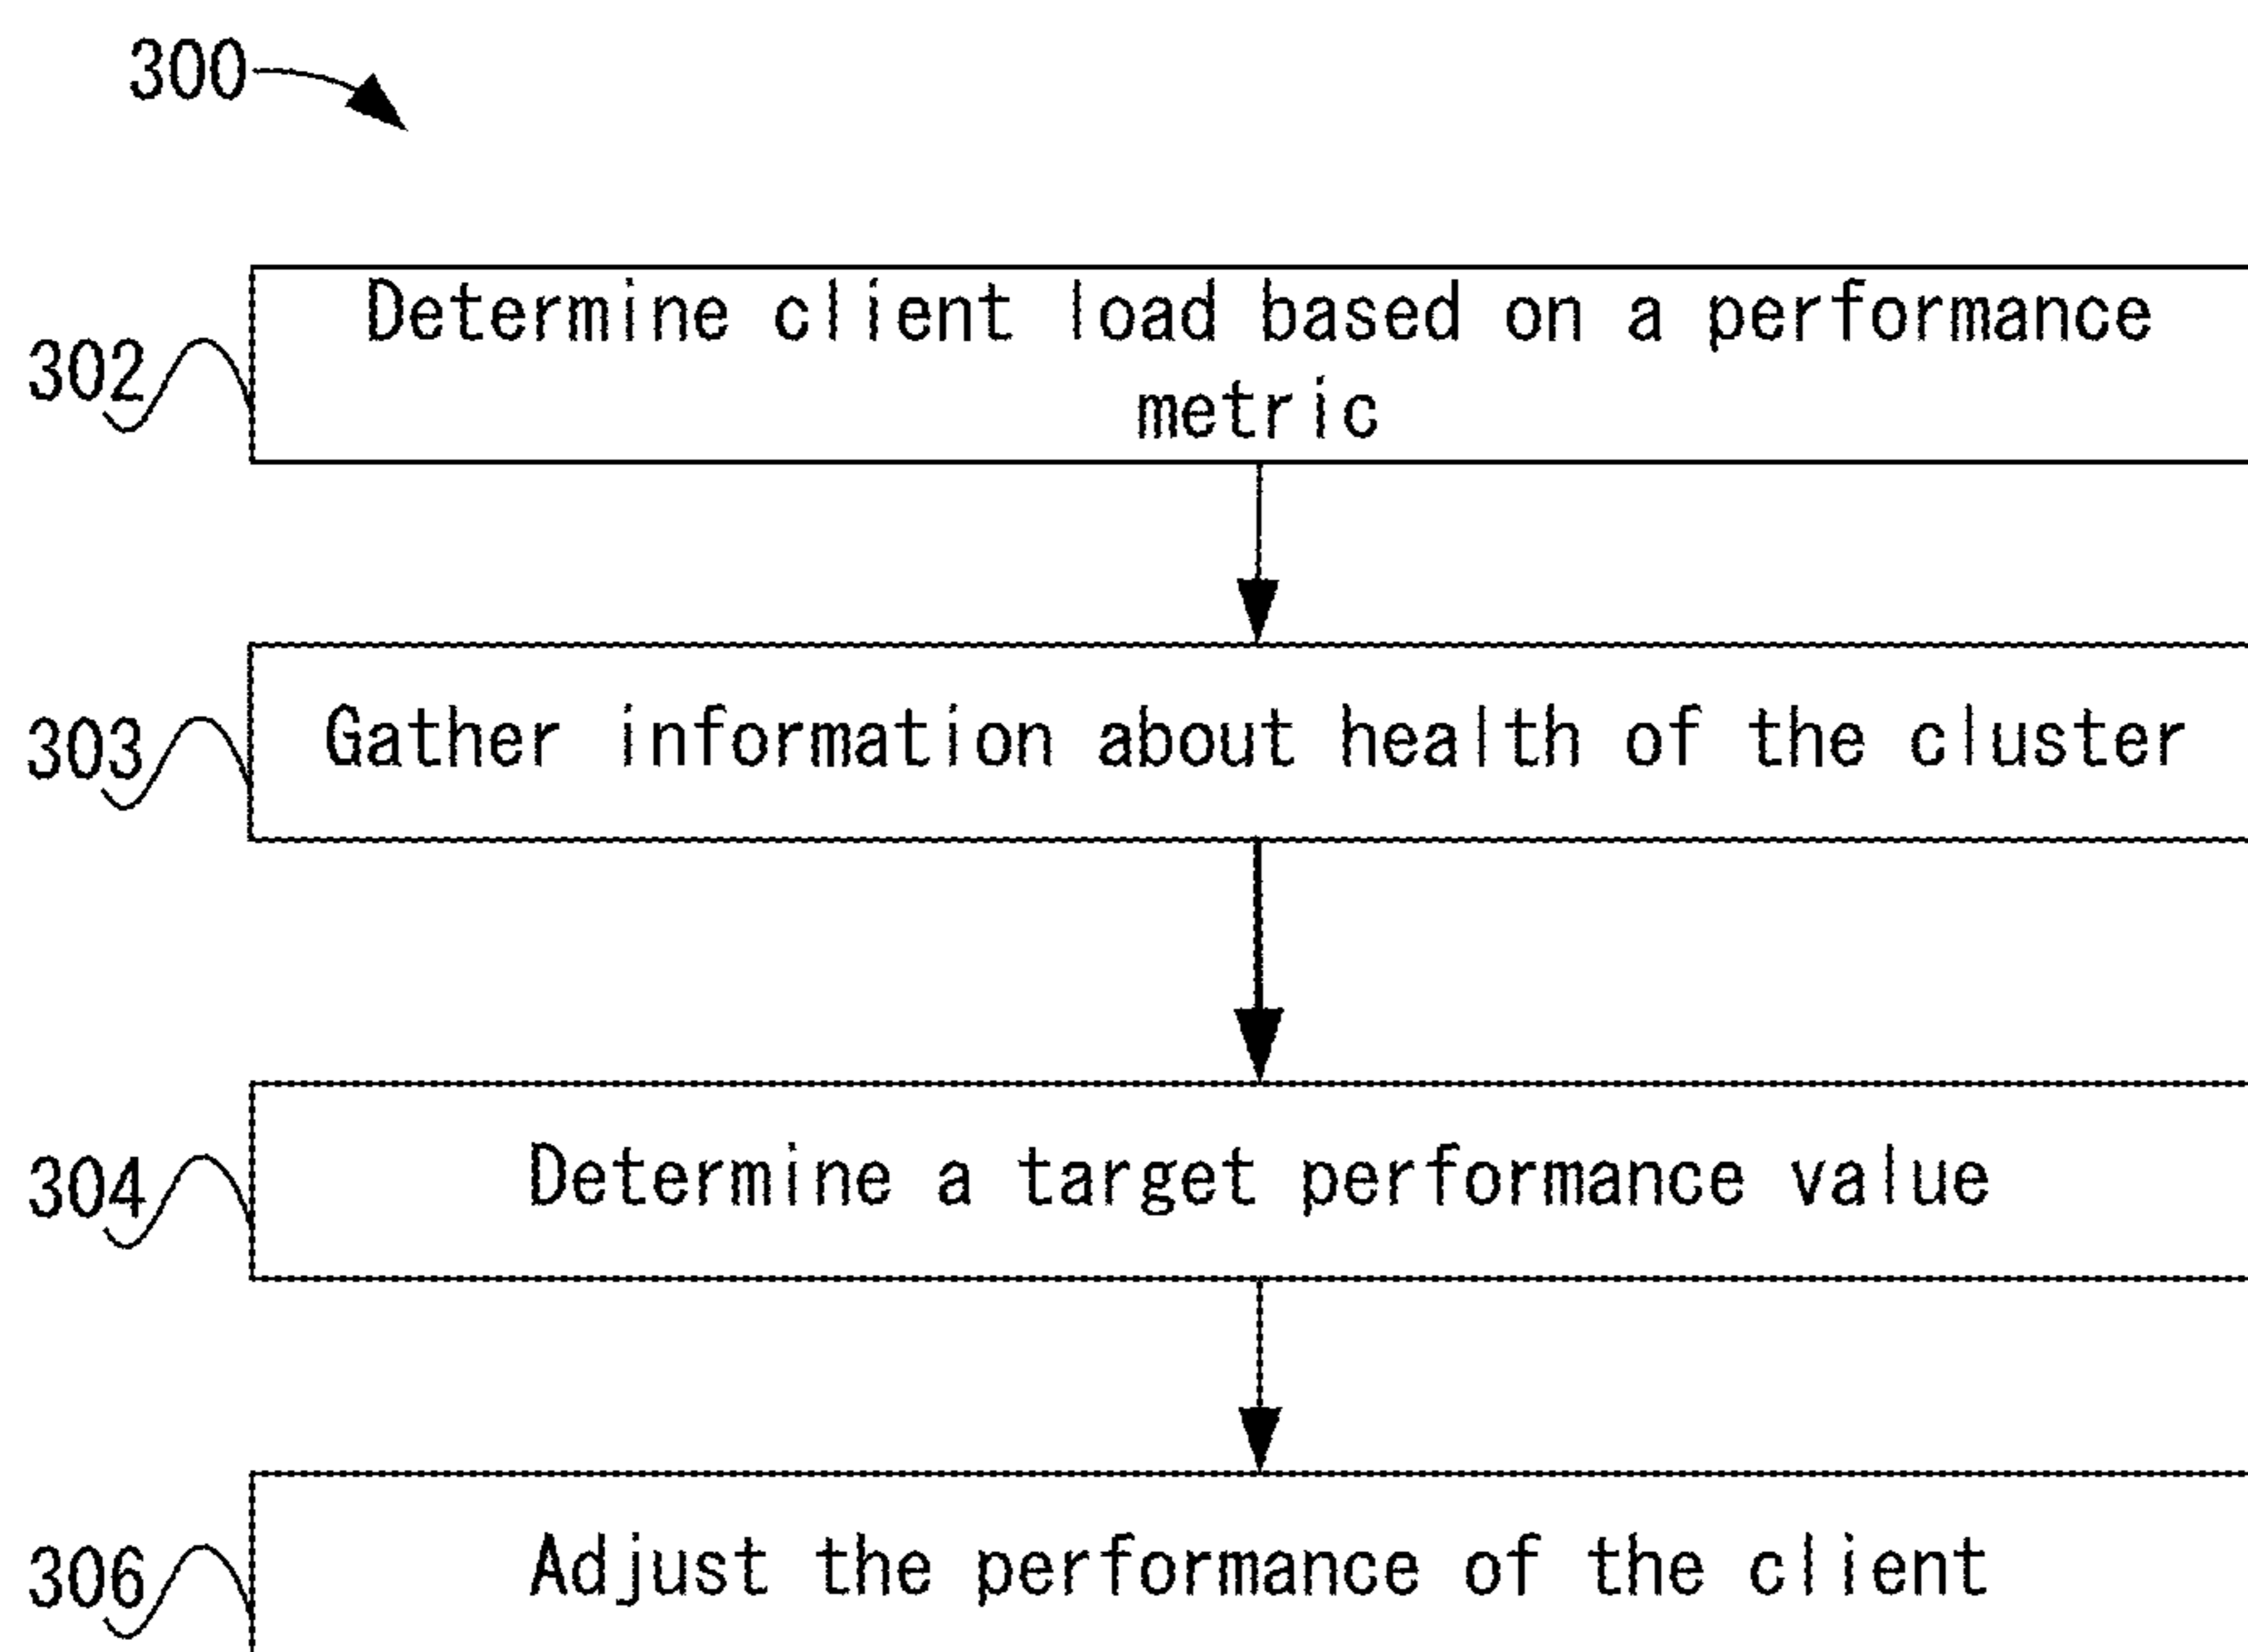 300
302
Determine client load based on a performance
metric
303
Gather information about health of the cluster
304
Determine a target performance value
306
Adjust the performance of the client